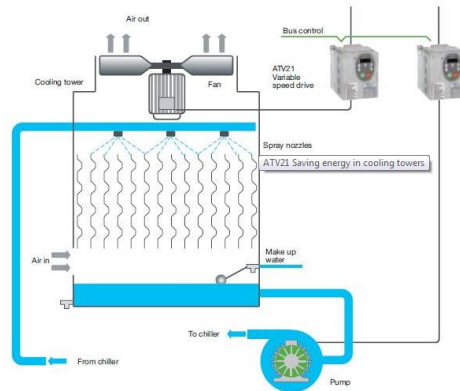 Air out
Bus control
Cooling tower
Fan
ATV21
Variable
speed drive
Spray nozzles
ATV21 Saving energy in cooling towers
Air in
Make up
water
To chiller
From chiller
Pump